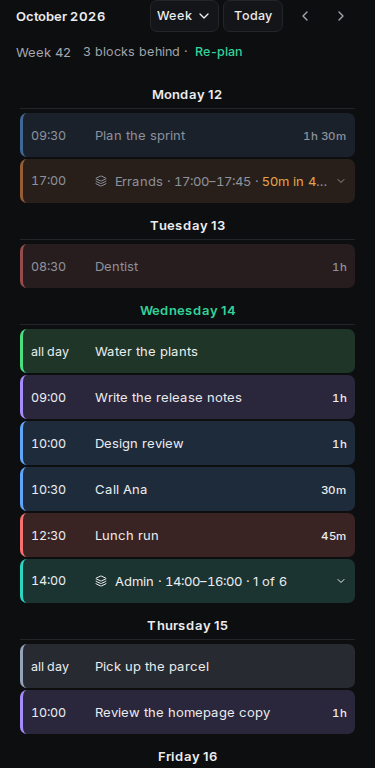 October 2026 Week Today
Week 42 3 blocks behind · Re-plan
Monday 12
09:30 Plan the sprint 1h 30m
17:00 Errands · 17:00–17:45 · 50m in 4...
Tuesday 13
08:30 Dentist 1h
Wednesday 14
all day Water the plants
09:00 Write the release notes 1h
10:00 Design review 1h
10:30 Call Ana 30m
12:30 Lunch run 45m
14:00 Admin · 14:00–16:00 · 1 of 6
Thursday 15
all day Pick up the parcel
10:00 Review the homepage copy 1h
Friday 16